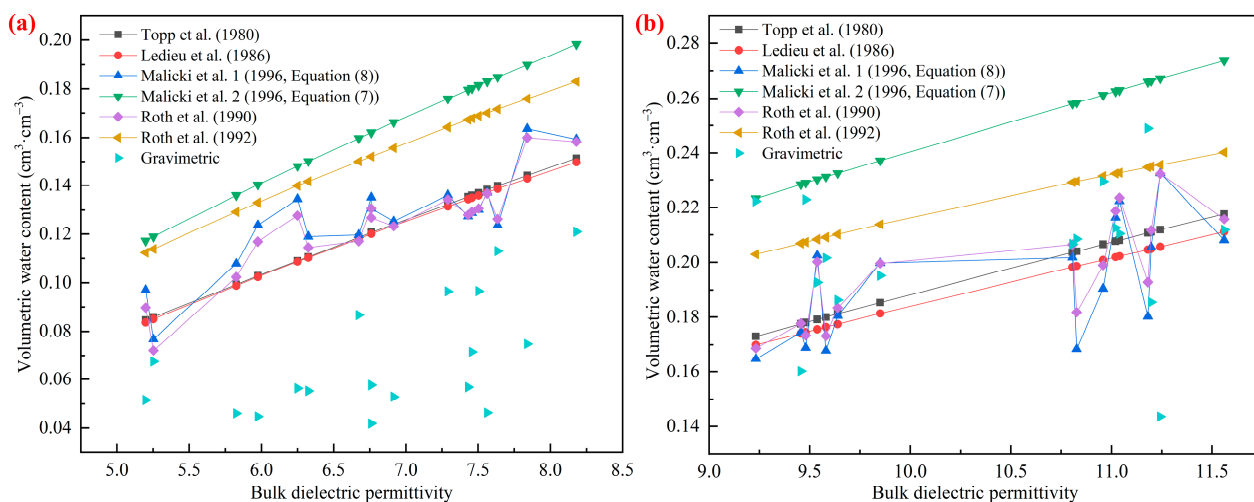 (a)
Topp ct al. (1980)
Ledieu et al. (1986)
Malicki et al. 1 (1996, Equation (8))
Malicki et al. 2 (1996, Equation (7))
Roth et al. (1990)
Roth et al. (1992)
Gravimetric
Volumetric water content (cm³·cm⁻³)
0.20
0.18
0.16
0.14
0.12
0.10
0.08
0.06
0.04
5.0 5.5 6.0 6.5 7.0 7.5 8.0 8.5
Bulk dielectric permittivity
(b)
Topp et al. (1980)
Ledieu et al. (1986)
Malicki et al. 1 (1996, Equation (8))
Malicki et al. 2 (1996, Equation (7))
Roth et al. (1990)
Roth et al. (1992)
Gravimetric
Volumetric water content (cm³·cm⁻³)
0.28
0.26
0.24
0.22
0.20
0.18
0.16
0.14
9.0 9.5 10.0 10.5 11.0 11.5
Bulk dielectric permittivity